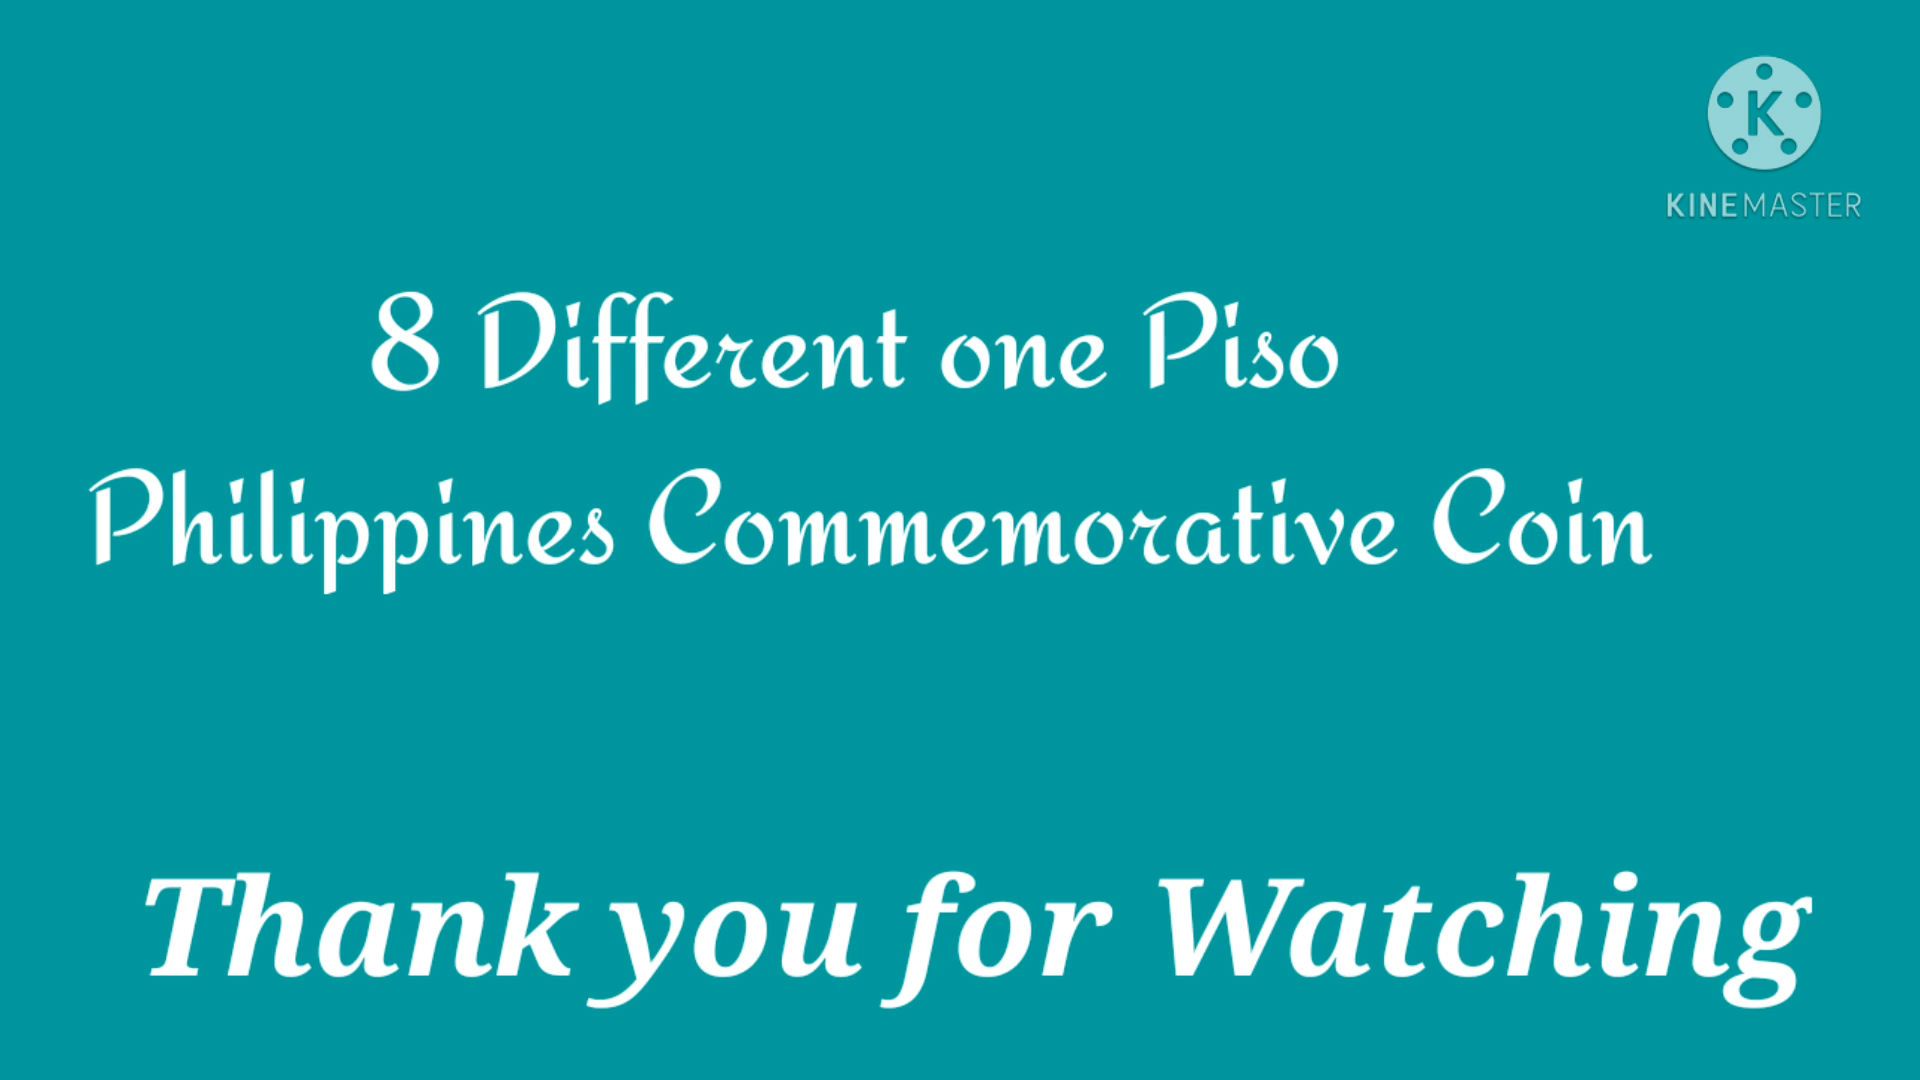 K
KINEMASTER
8 Different one Piso
Philippines Commemorative Coin
Thank you for Watching